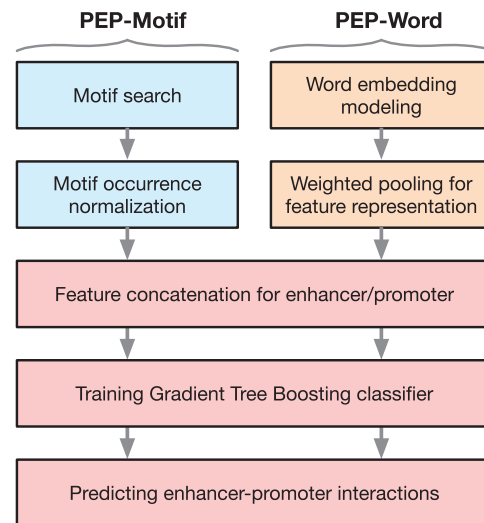 PEP-Motif
PEP-Word
Motif search
Word embedding
modeling
Motif occurrence
normalization
Weighted pooling for
feature representation
Feature concatenation for enhancer/promoter
Training Gradient Tree Boosting classifier
Predicting enhancer-promoter interactions